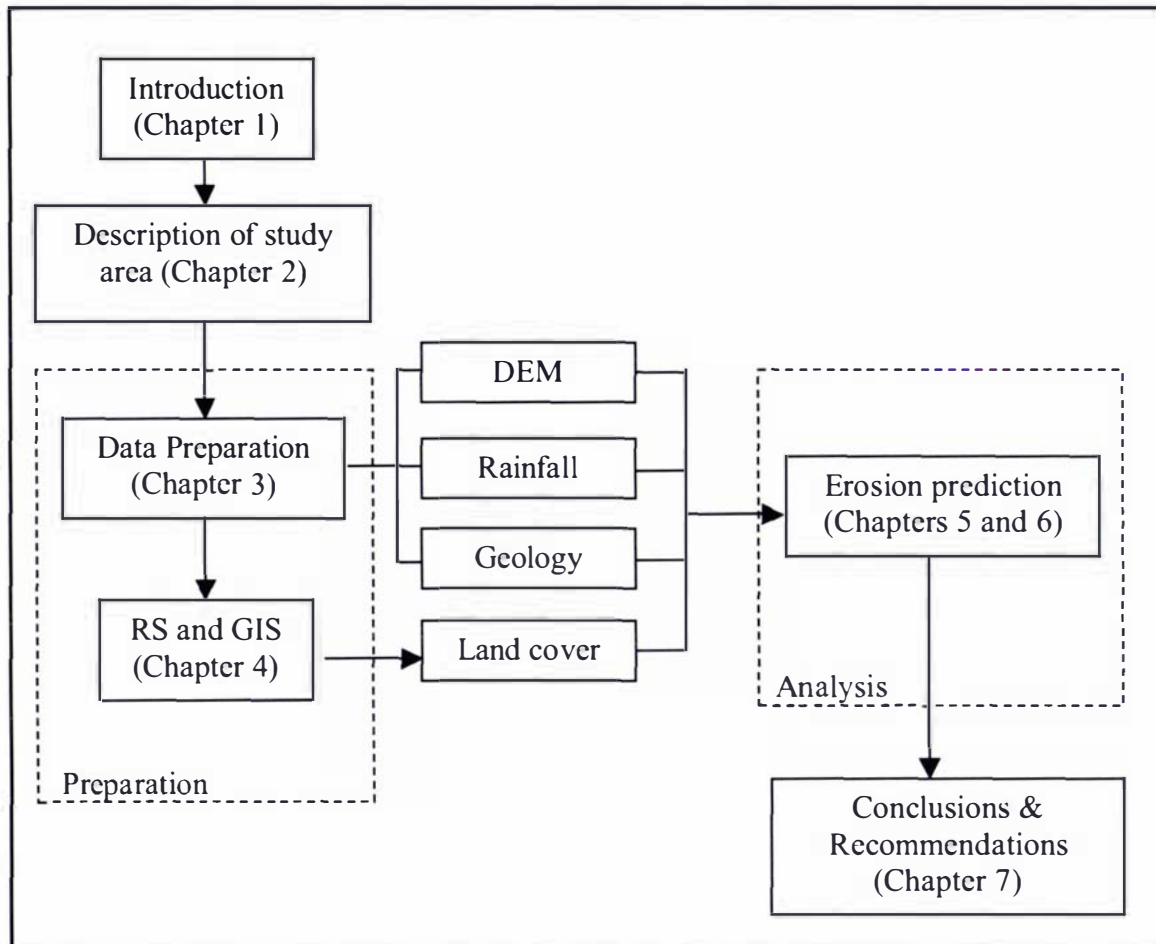 Introduction
(Chapter 1)
Description of study
area (Chapter 2)
Data Preparation
(Chapter 3)
RS and GIS
(Chapter 4)
Preparation
DEM
Rainfall
Geology
Land cover
Erosion prediction
(Chapters 5 and 6)
Analysis
Conclusions &
Recommendations
(Chapter 7)